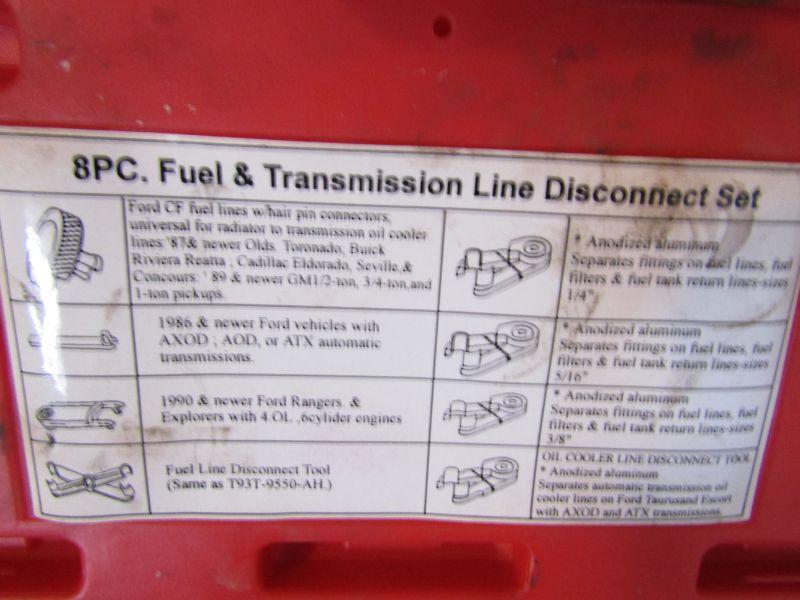 8PC. Fuel & Transmission Line Disconnect Set
Ford CF fuel lines w/hair pin connectors,
universal for radiator to transmission oil cooler
lines.'87& newer Olds. Toronado, Buick
Riviera Reatta ; Cadillac Eldorado, Seville.&
Concours. ' 89 & newer GM1/2-ton, 3/4-ton,and
1-ton pickups.
* Anodized aluminum
Separates fittings on fuel lines, fuel
filters & fuel tank return lines-sizes
1/4"
1986 & newer Ford vehicles with
AXOD ; AOD, or ATX automatic
transmissions.
* Anodized aluminum
Separates fittings on fuel lines, fuel
filters & fuel tank return lines-sizes
5/16"
1990 & newer Ford Rangers. &
Explorers with 4.OL ,6cylider engines
* Anodized aluminum
Separates fittings on fuel lines, fuel
filters & fuel tank return lines-sizes
3/8"
Fuel Line Disconnect Tool
(Same as T93T-9550-AH.)
OIL COOLER LINE DISCONNECT TOOL
* Anodized aluminum
Separates automatic transmission oil
cooler lines on Ford Taurusand Escort
with AXOD and ATX transmissions.